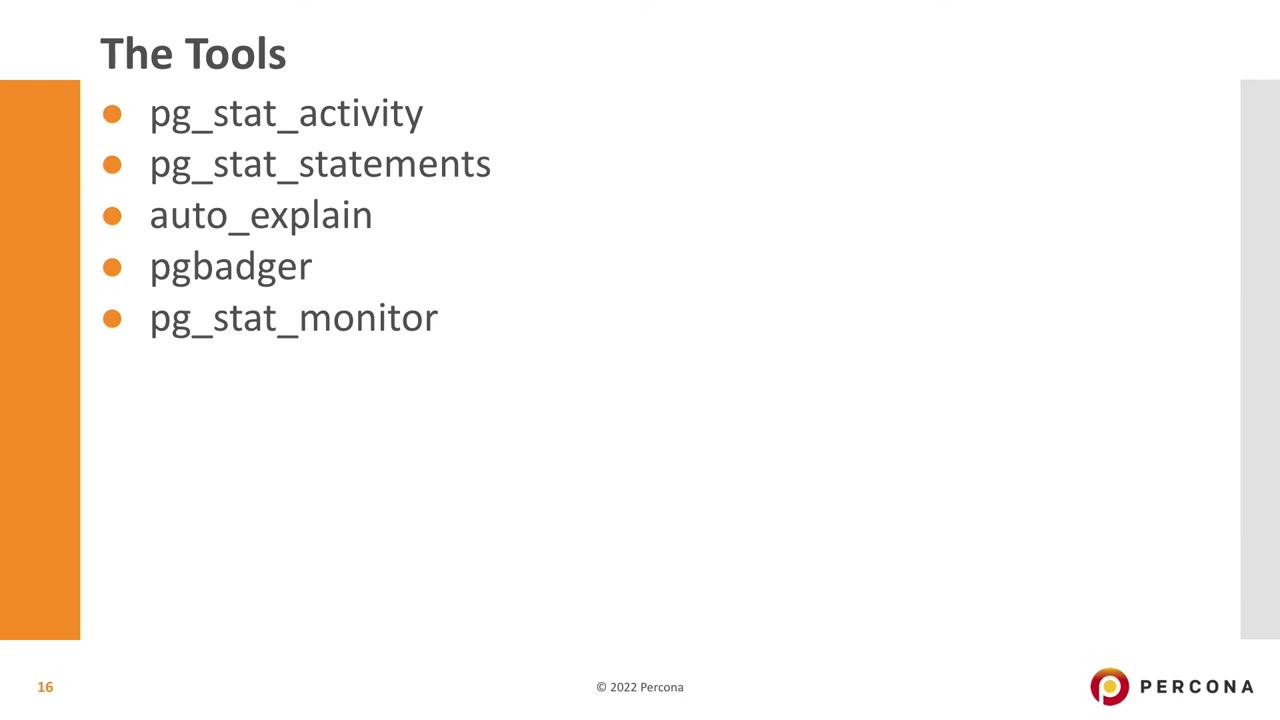 The Tools
● pg_stat_activity
● pg_stat_statements
● auto_explain
● pgbadger
● pg_stat_monitor
16
© 2022 Percona
PERCONA